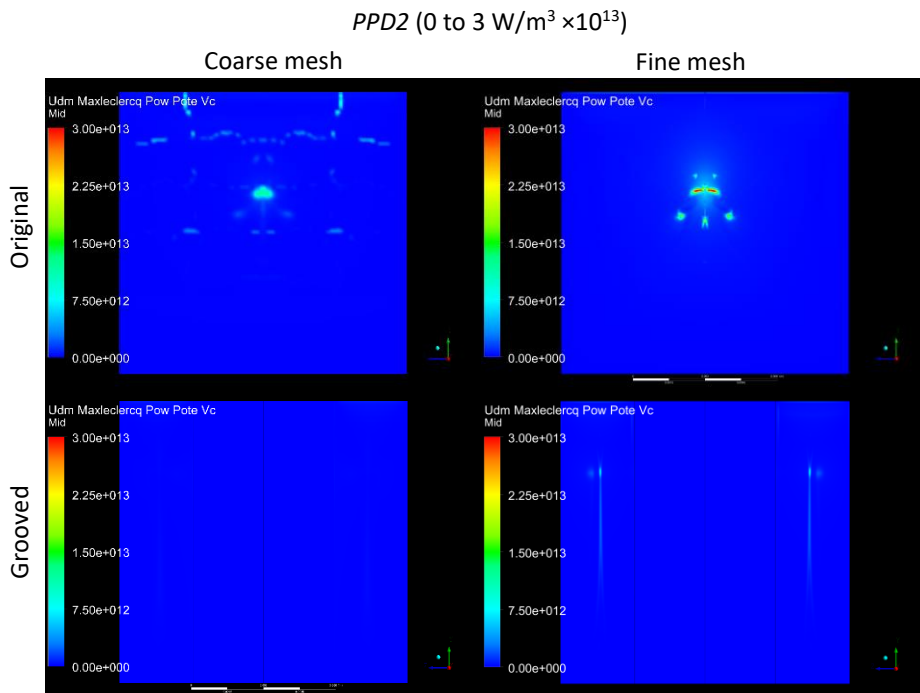 PPD2 (0 to 3 W/m³ ×10¹³)
Coarse mesh
Fine mesh
Original
Udm Maxleclercq Pow Pote Vc
Mid
3.00e+013
2.25e+013
1.50e+013
7.50e+012
0.00e+000
Udm Maxleclercq Pow Pote Vc
Mid
3.00e+013
2.25e+013
1.50e+013
7.50e+012
0.00e+000
Grooved
Udm Maxleclercq Pow Pote Vc
Mid
3.00e+013
2.25e+013
1.50e+013
7.50e+012
0.00e+000
Udm Maxleclercq Pow Pote Vc
Mid
3.00e+013
2.25e+013
1.50e+013
7.50e+012
0.00e+000